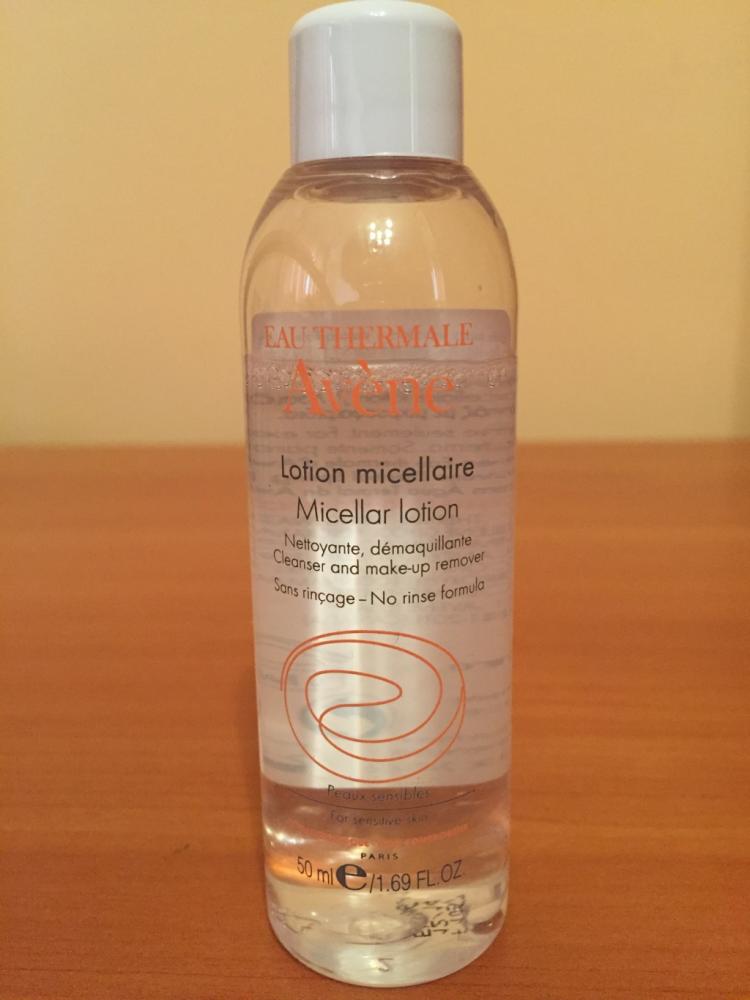 EAU THERMALE
Avène
Lotion micellaire
Micellar lotion
Nettoyante, démaquillante
Cleanser and make-up remover
Sans rinçage – No rinse formula
Peaux sensibles
For sensitive skin
PARIS
50 ml e/1.69 FL.OZ.